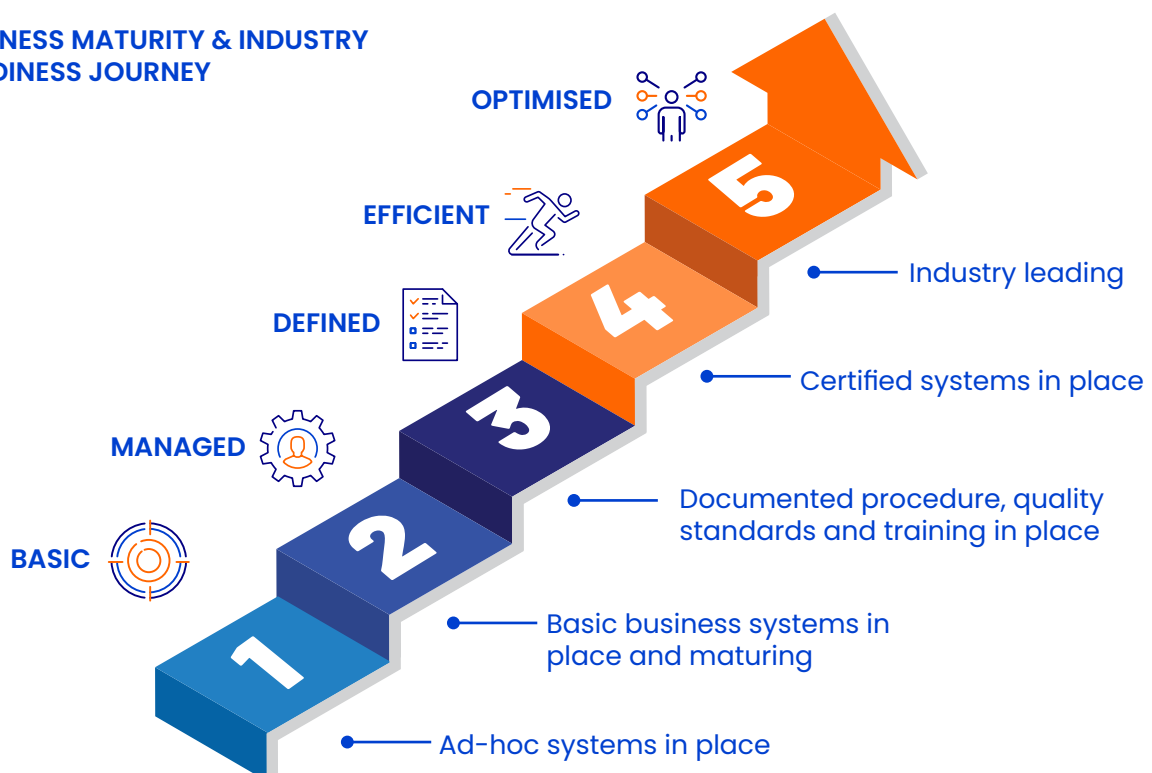 NESS MATURITY & INDUSTRY
DINESS JOURNEY
OPTIMISED
5
Industry leading
EFFICIENT
4
Certified systems in place
DEFINED
3
Documented procedure, quality
standards and training in place
MANAGED
2
Basic business systems in
place and maturing
BASIC
1
Ad-hoc systems in place